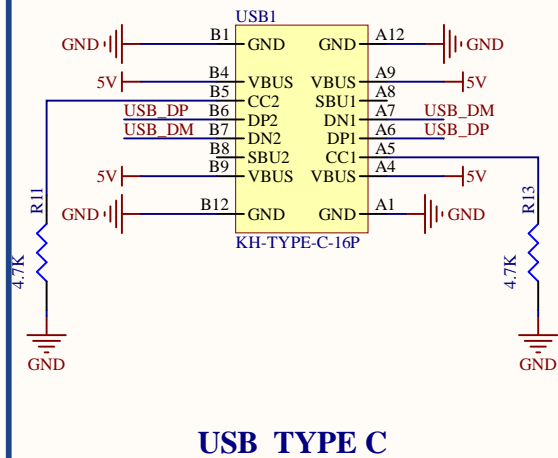 USB1
GND B1 GND GND A12 GND
5V B4 VBUS VBUS A9 5V
B5 CC2 SBU1 A8
USB_DP B6 DP2 DN1 A7 USB_DM
USB_DM B7 DN2 DP1 A6 USB_DP
B8 SBU2 CC1 A5
5V B9 VBUS VBUS A4 5V
GND B12 GND GND A1 GND
KH-TYPE-C-16P
R11
4.7K
GND
R13
4.7K
GND
USB TYPE C